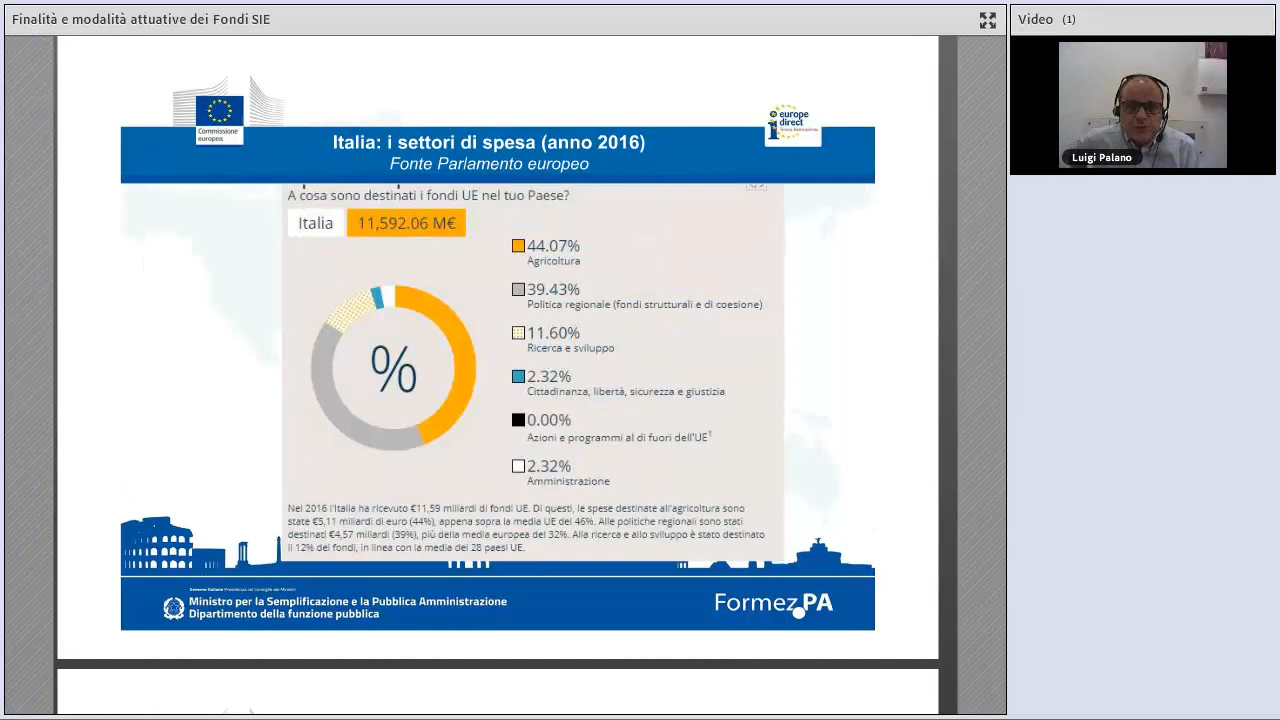 Finalità e modalità attuative dei Fondi SIE
Video (1)
Luigi Palano
Commissione
europea
europe
direct
Italia: i settori di spesa (anno 2016)
Fonte Parlamento europeo
A cosa sono destinati i fondi UE nel tuo Paese?
Italia 11,592.06 M€
44.07%
Agricoltura
39.43%
Politica regionale (fondi strutturali e di coesione)
11.60%
Ricerca e sviluppo
2.32%
Cittadinanza, libertà, sicurezza e giustizia
0.00%
Azioni e programmi al di fuori dell'UE¹
2.32%
Amministrazione
%
Nel 2016 l'Italia ha ricevuto €11,59 miliardi di fondi UE. Di questi, le spese destinate all'agricoltura sono
state €5,11 miliardi di euro (44%), appena sopra la media UE del 46%. Alle politiche regionali sono stati
destinati €4,57 miliardi (39%), più della media europea del 32%. Alla ricerca e allo sviluppo è stato destinato
il 12% dei fondi, in linea con la media dei 28 paesi UE.
Ministro per la Semplificazione e la Pubblica Amministrazione
Dipartimento della funzione pubblica
Formez PA